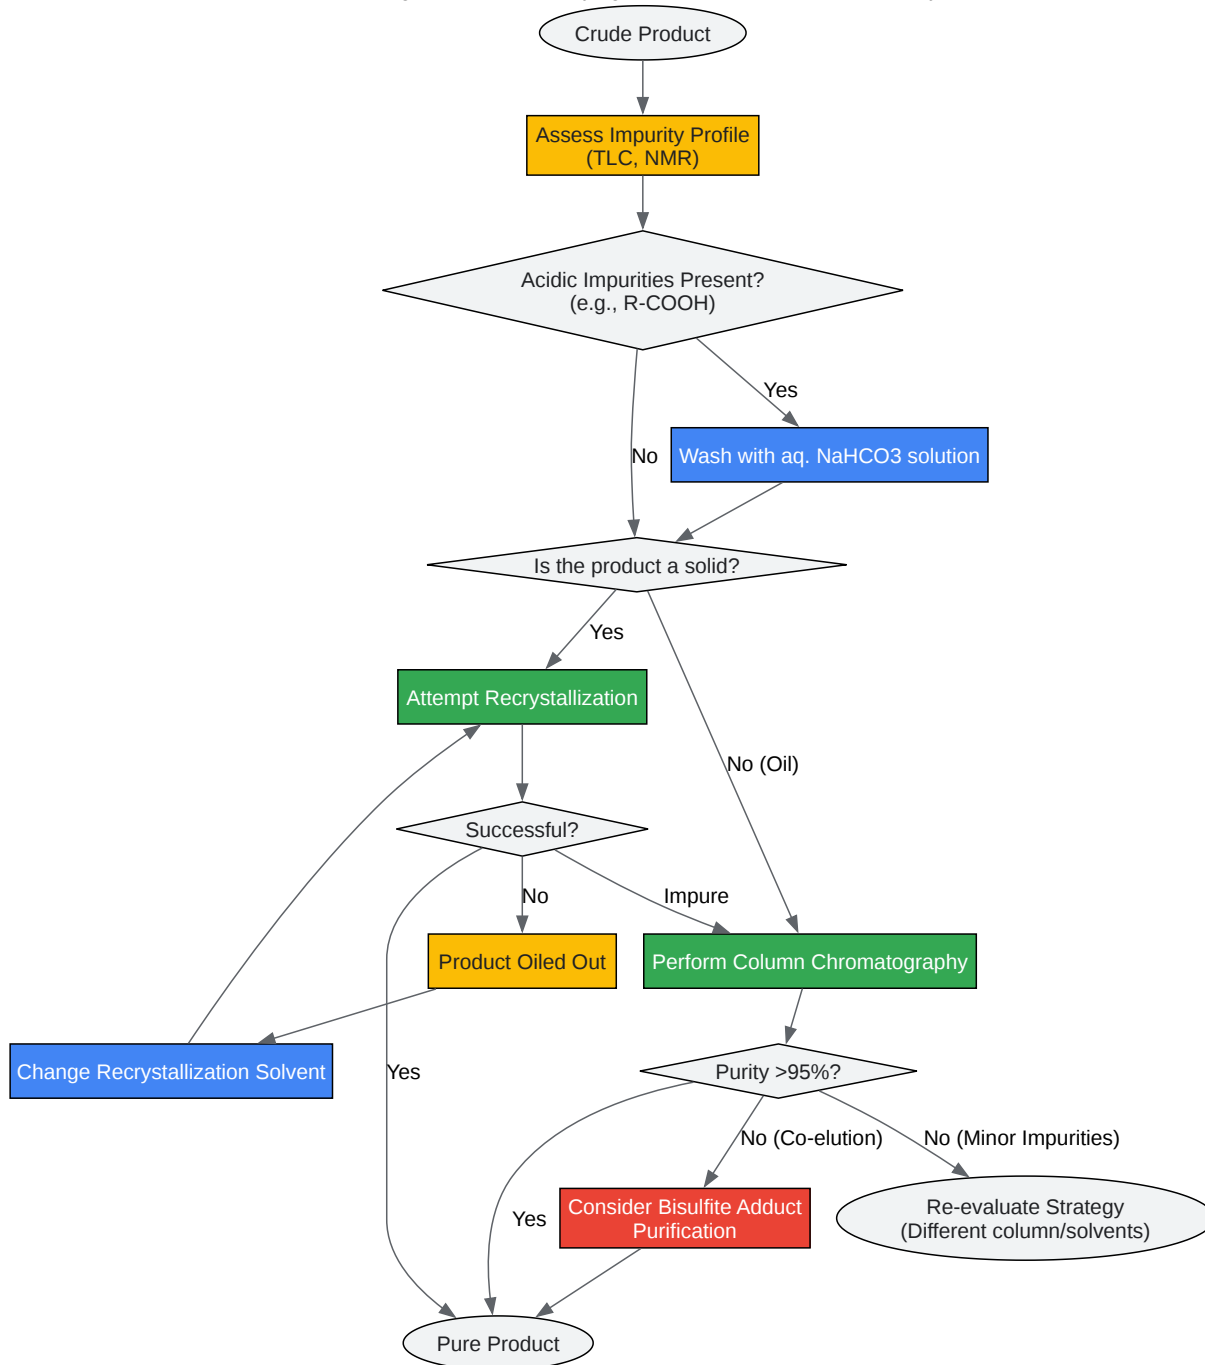 Crude Product
Assess Impurity Profile
(TLC, NMR)
Acidic Impurities Present?
(e.g., R-COOH)
Yes
No
Wash with aq. NaHCO3 solution
Is the product a solid?
Yes
Attempt Recrystallization
No (Oil)
Successful?
No
Impure
Product Oiled Out
Perform Column Chromatography
Change Recrystallization Solvent
Yes
Purity >95%?
No (Co-elution)
No (Minor Impurities)
Yes
Consider Bisulfite Adduct
Purification
Re-evaluate Strategy
(Different column/solvents)
Pure Product